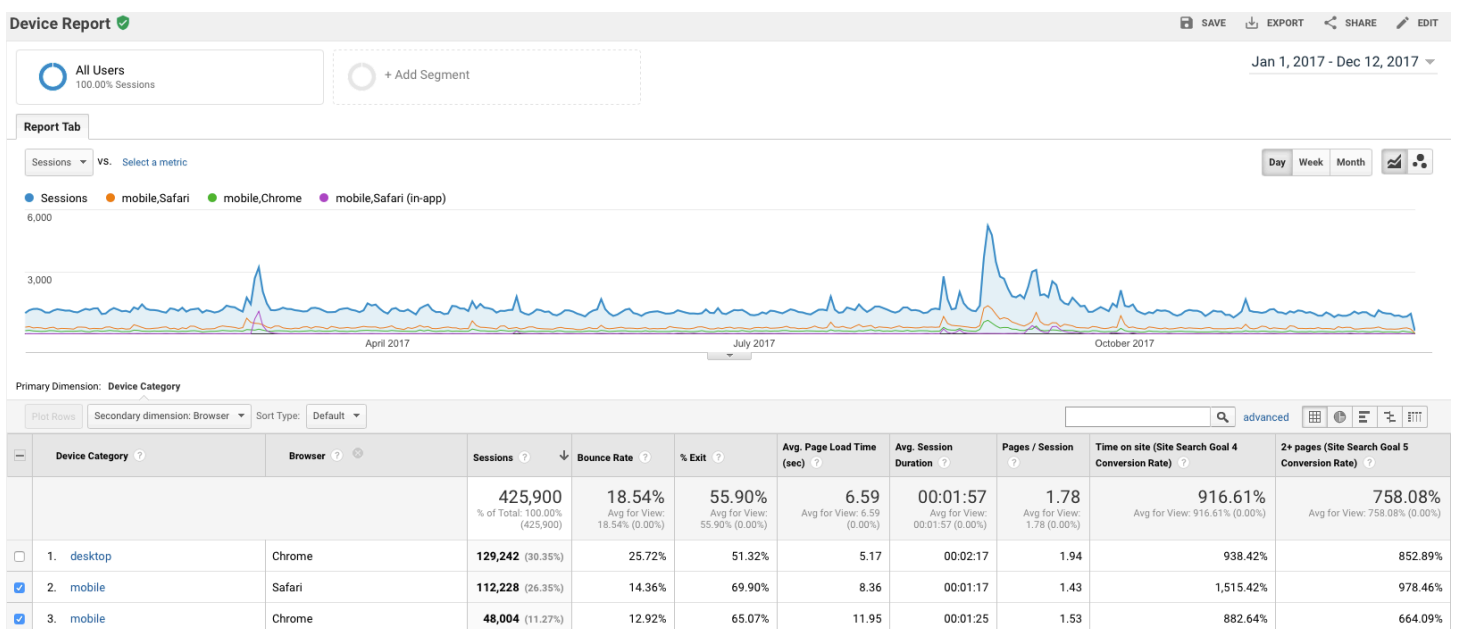 Device Report
SAVE EXPORT SHARE EDIT
All Users
100.00% Sessions
+ Add Segment
Jan 1, 2017 - Dec 12, 2017
Report Tab
Sessions VS. Select a metric
Day Week Month
Sessions mobile,Safari mobile,Chrome mobile,Safari (in-app)
6,000
3,000
April 2017 July 2017 October 2017
Primary Dimension: Device Category
Plot Rows Secondary dimension: Browser Sort Type: Default advanced
Device Category ? Browser ? Sessions ? Bounce Rate ? % Exit ? Avg. Page Load Time (sec) ? Avg. Session Duration ? Pages / Session ? Time on site (Site Search Goal 4 Conversion Rate) ? 2+ pages (Site Search Goal 5 Conversion Rate) ?
425,900 18.54% 55.90% 6.59 00:01:57 1.78 916.61% 758.08%
% of Total: 100.00% (425,900) Avg for View: 18.54% (0.00%) Avg for View: 55.90% (0.00%) Avg for View: 6.59 (0.00%) Avg for View: 00:01:57 (0.00%) Avg for View: 1.78 (0.00%) Avg for View: 916.61% (0.00%) Avg for View: 758.08% (0.00%)
1. desktop Chrome 129,242 (30.35%) 25.72% 51.32% 5.17 00:02:17 1.94 938.42% 852.89%
2. mobile Safari 112,228 (26.35%) 14.36% 69.90% 8.36 00:01:17 1.43 1,515.42% 978.46%
3. mobile Chrome 48,004 (11.27%) 12.92% 65.07% 11.95 00:01:25 1.53 882.64% 664.09%